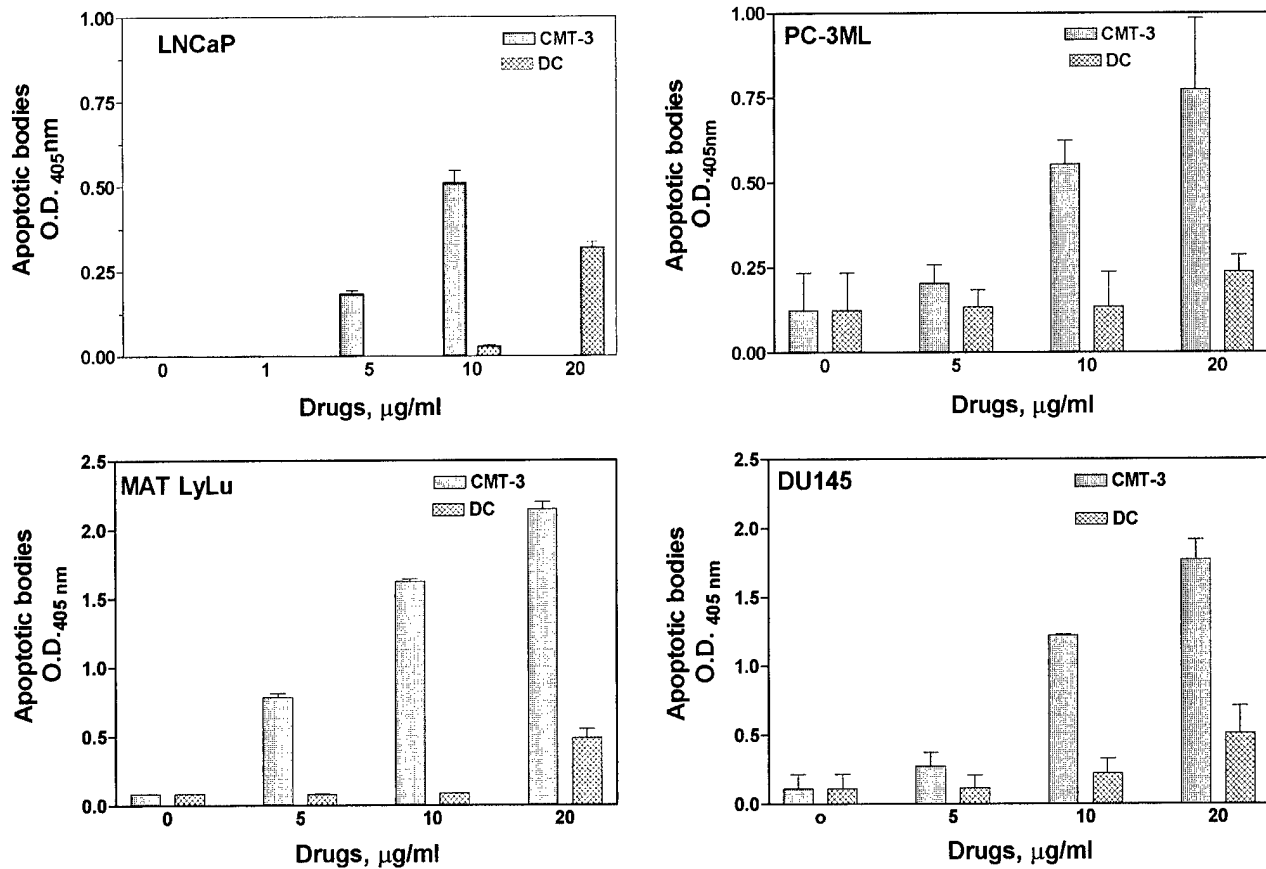 LNCaP
CMT-3
DC
1.00
0.75
0.50
0.25
0.00
Apoptotic bodies
O.D. 405nm
0 1 5 10 20
Drugs, μg/ml
PC-3ML
CMT-3
DC
1.00
0.75
0.50
0.25
0.00
Apoptotic bodies
O.D. 405nm
0 5 10 20
Drugs, μg/ml
MAT LyLu
CMT-3
DC
2.5
2.0
1.5
1.0
0.5
0.0
Apoptotic bodies
O.D. 405 nm
0 5 10 20
Drugs, μg/ml
DU145
CMT-3
DC
2.5
2.0
1.5
1.0
0.5
0.0
Apoptotic bodies
O.D. 405 nm
o 5 10 20
Drugs, μg/ml